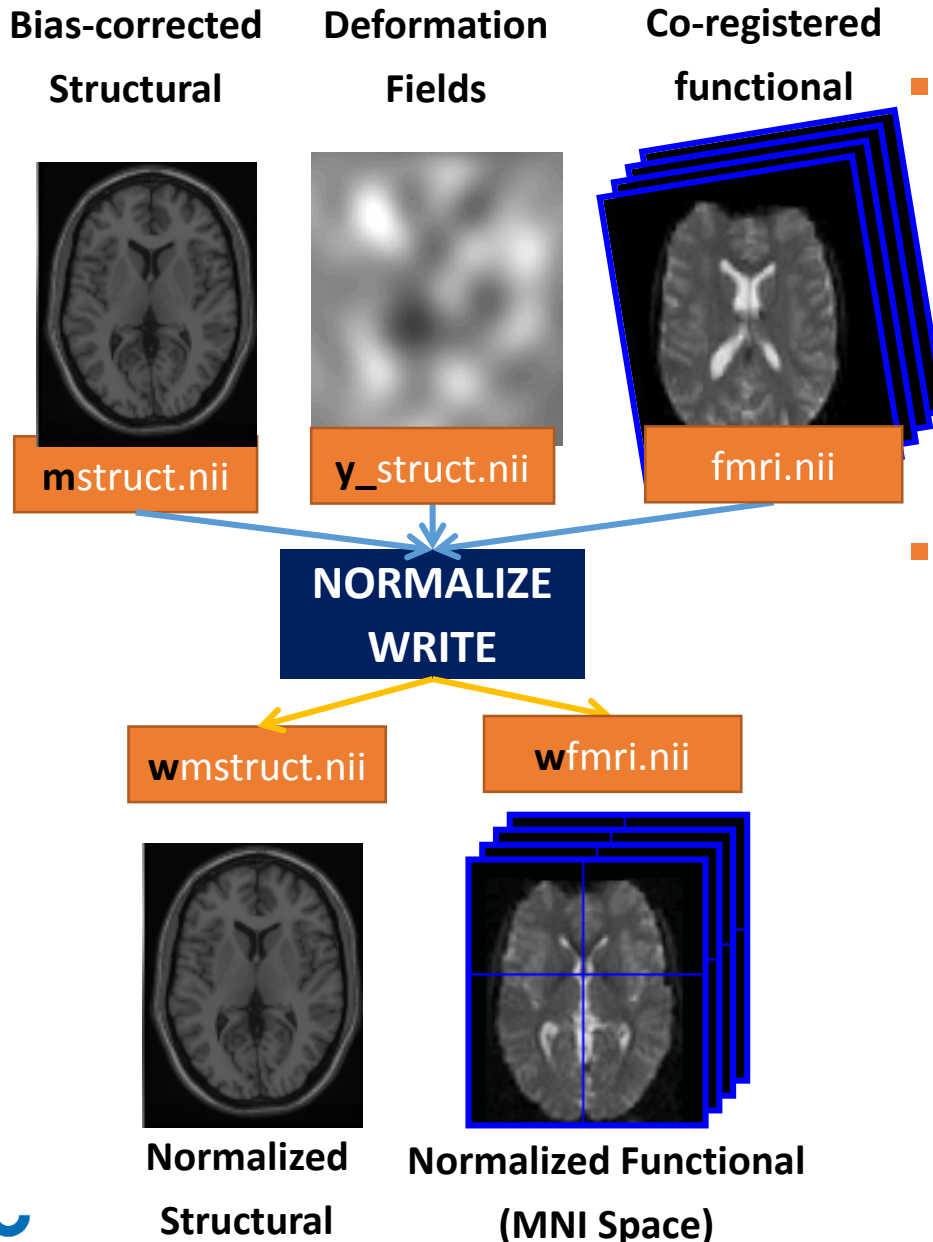 Bias-corrected
Structural
Deformation
Fields
Co-registered
functional
mstruct.nii
y_struct.nii
fmri.nii
NORMALIZE
WRITE
wmstruct.nii
wfmri.nii
Normalized
Structural
Normalized Functional
(MNI Space)